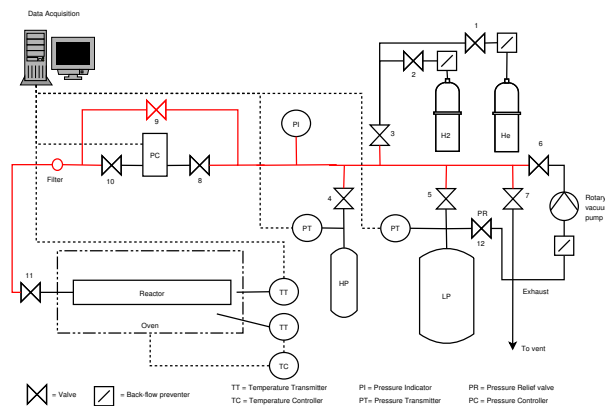 Data Acquisition
1
2
H2
He
3
9
PI
PC
10
8
Filter
6
Rotary
vacuum
pump
4
5
7
PT
PT
PR
12
HP
LP
11
Reactor
TT
Exhaust
Oven
TT
TC
To vent
= Valve
= Back-flow preventer
TT = Temperature Transmitter
PI = Pressure Indicator
PR = Pressure Relief valve
TC = Temperature Controller
PT= Pressure Transmitter
PC = Pressure Controller